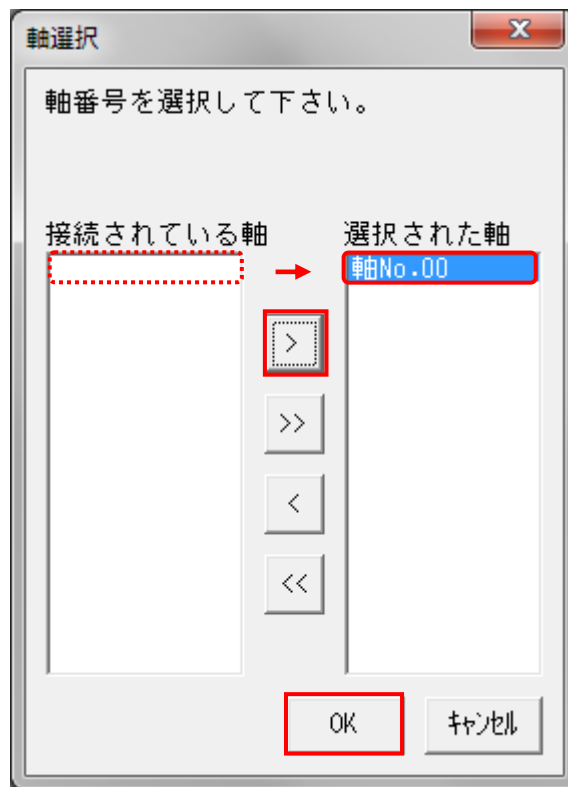 軸選択
軸番号を選択して下さい。
接続されている軸
選択された軸
軸No.00
>
>>
<
<<
OK
ｷｬﾝｾﾙ